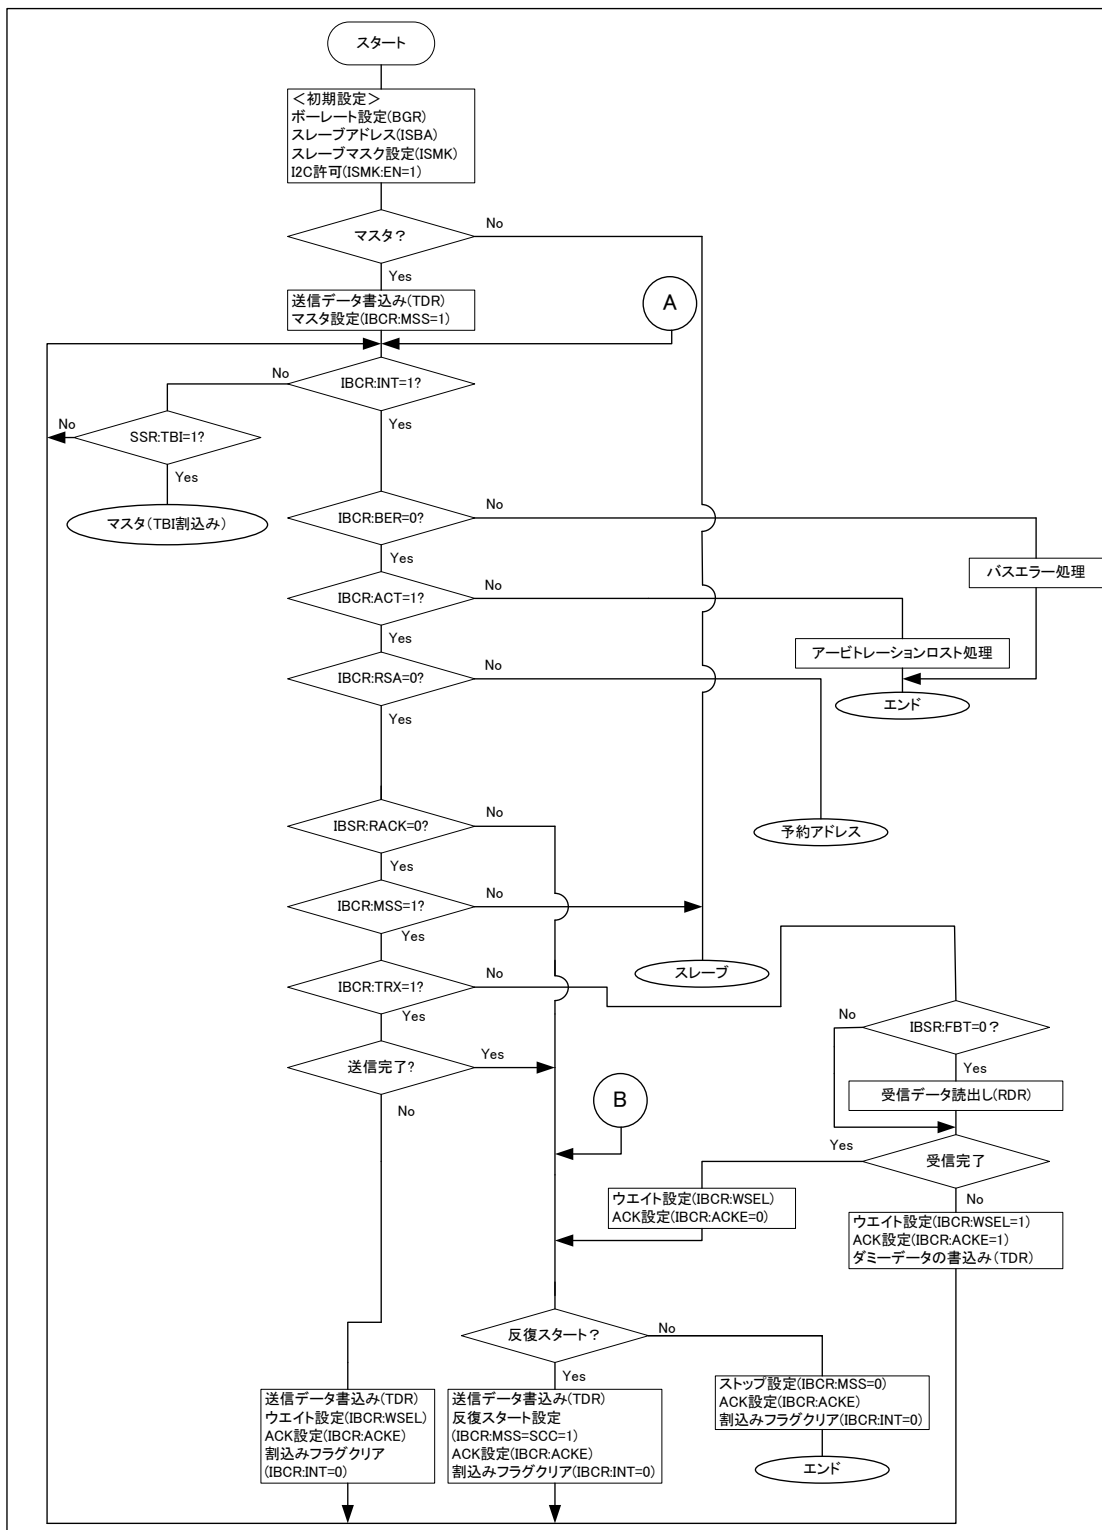 スタート
<初期設定>
ボーレート設定(BGR)
スレーブアドレス(ISBA)
スレーブマスク設定(ISMK)
I2C許可(ISMK:EN=1)
マスタ?
No
Yes
送信データ書込み(TDR)
マスタ設定(IBCR:MSS=1)
A
IBCR:INT=1?
No
Yes
SSR:TBI=1?
No
Yes
マスタ(TBI割込み)
IBCR:BER=0?
No
Yes
バスエラー処理
IBCR:ACT=1?
No
Yes
アービトレーションロスト処理
IBCR:RSA=0?
No
Yes
エンド
予約アドレス
IBSR:RACK=0?
No
Yes
IBCR:MSS=1?
No
Yes
スレーブ
IBCR:TRX=1?
No
Yes
IBSR:FBT=0?
No
Yes
送信完了?
Yes
No
受信データ読出し(RDR)
B
受信完了
Yes
No
ウエイト設定(IBCR:WSEL)
ACK設定(IBCR:ACKE=0)
ウエイト設定(IBCR:WSEL=1)
ACK設定(IBCR:ACKE=1)
ダミーデータの書込み(TDR)
反復スタート?
No
Yes
送信データ書込み(TDR)
ウエイト設定(IBCR:WSEL)
ACK設定(IBCR:ACKE)
割込みフラグクリア
(IBCR:INT=0)
送信データ書込み(TDR)
反復スタート設定
(IBCR:MSS=SCC=1)
ACK設定(IBCR:ACKE)
割込みフラグクリア(IBCR:INT=0)
ストップ設定(IBCR:MSS=0)
ACK設定(IBCR:ACKE)
割込みフラグクリア(IBCR:INT=0)
エンド